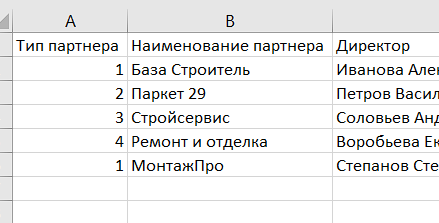 A B
Тип партнера Наименование партнера Директор
1 База Строитель Иванова Але
2 Паркет 29 Петров Васил
3 Стройсервис Соловьев Анд
4 Ремонт и отделка Воробьева Ек
1 МонтажПро Степанов Сте